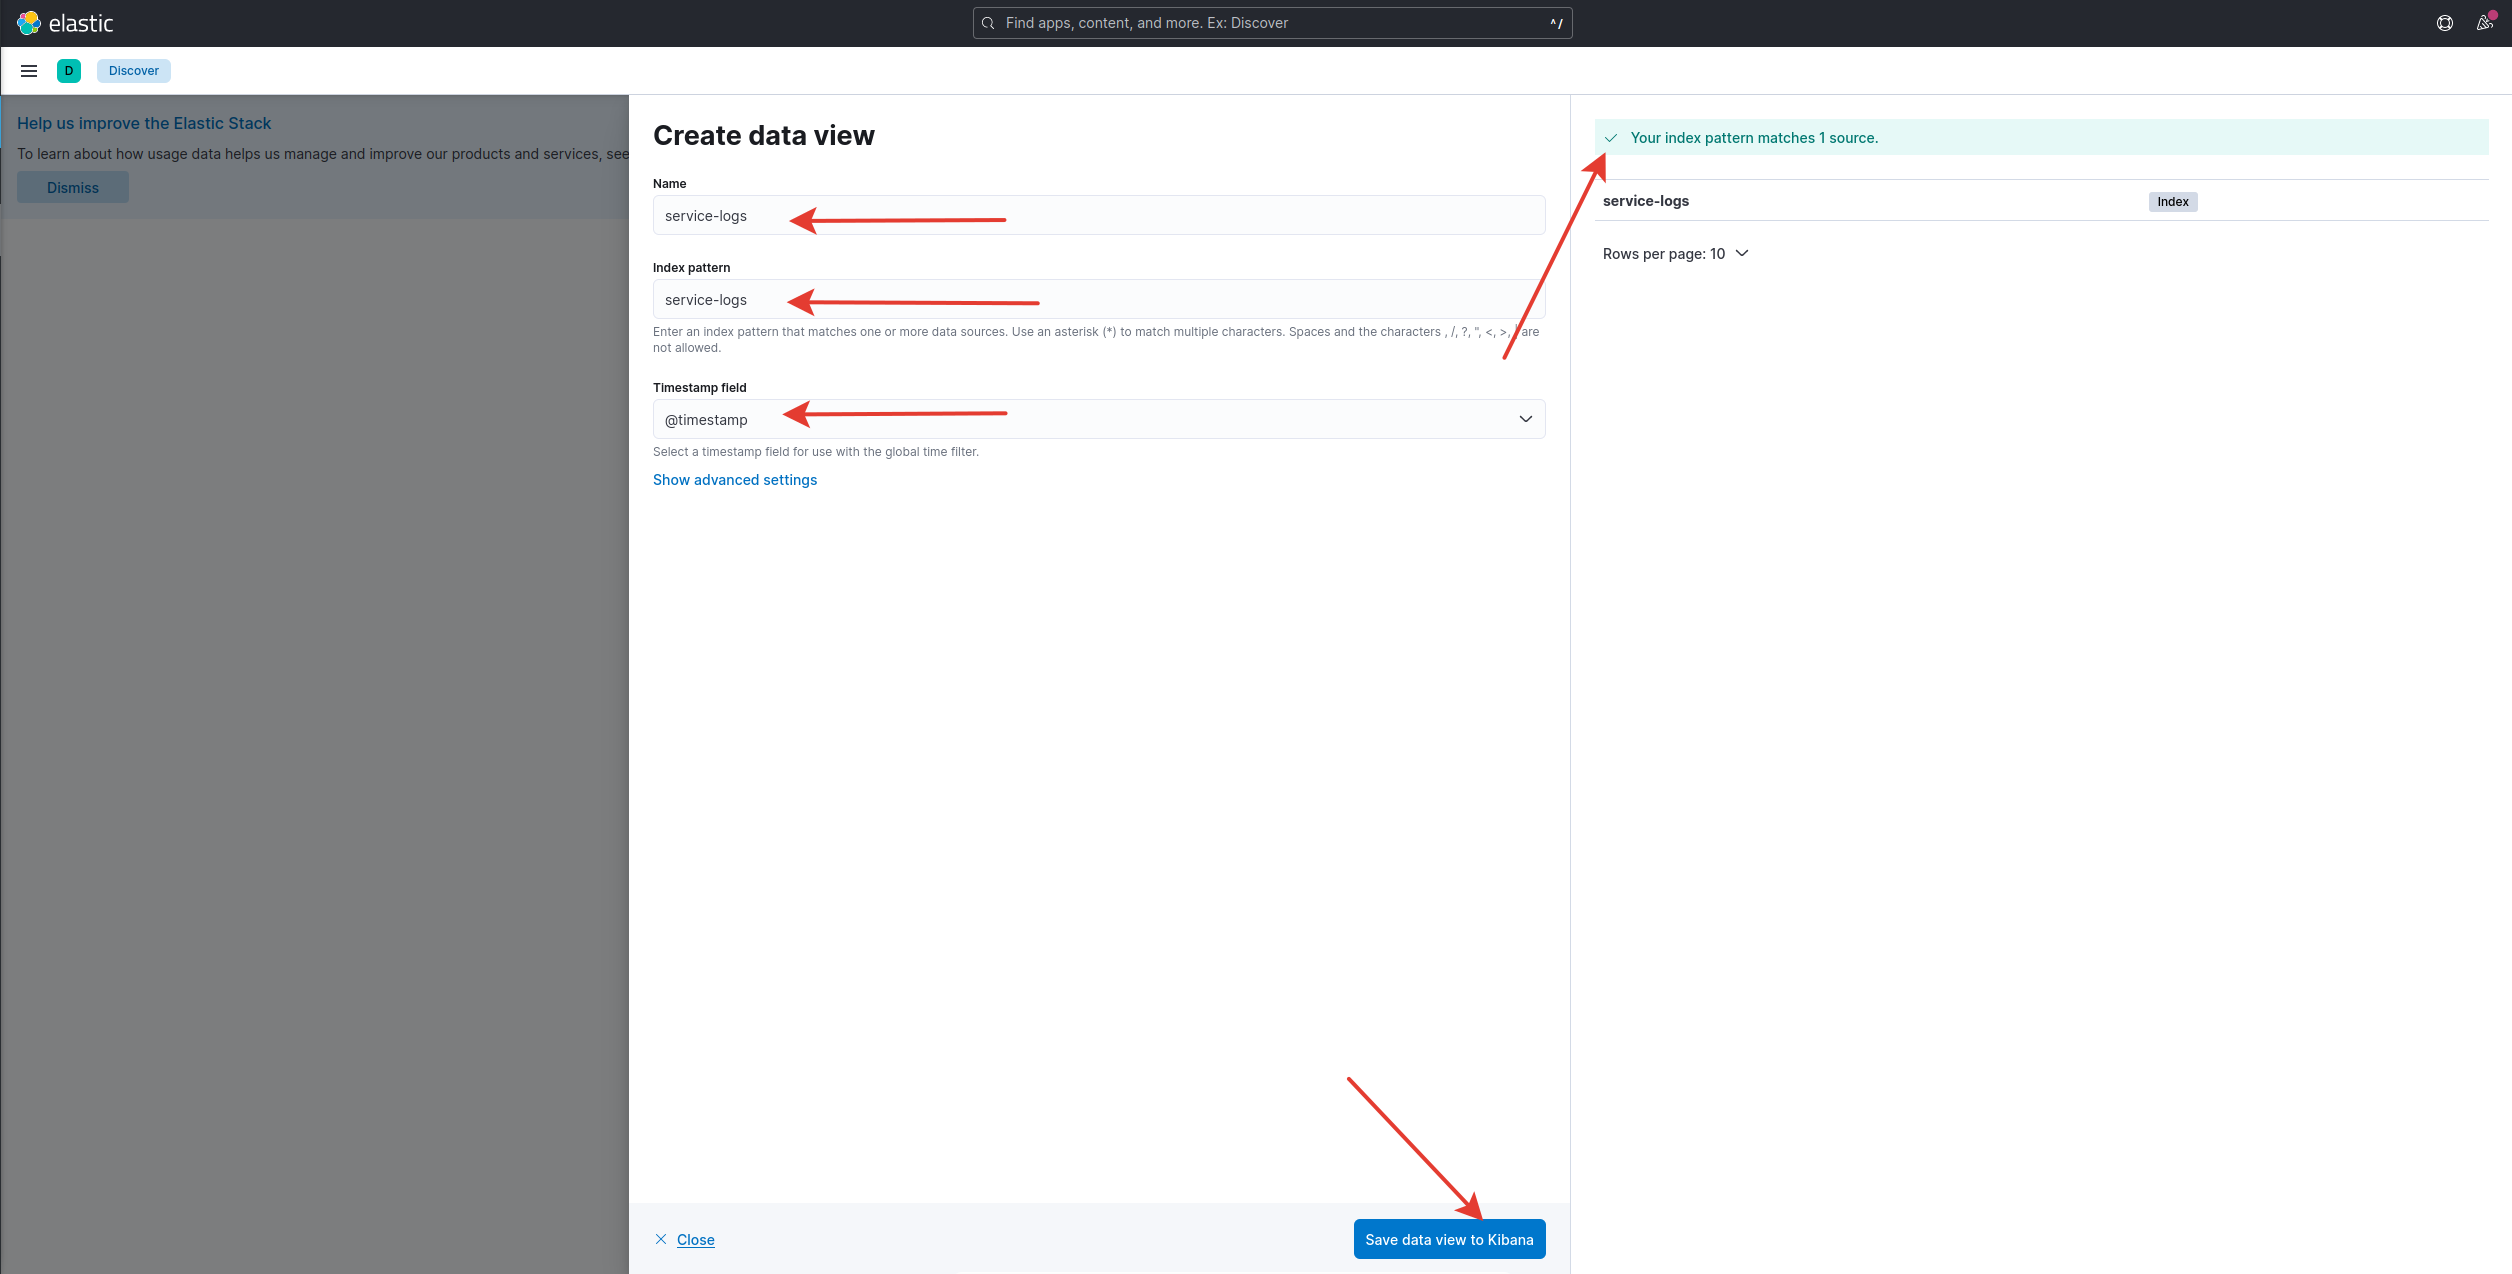 elastic
Find apps, content, and more. Ex: Discover
^/
D
Discover
Help us improve the Elastic Stack
To learn about how usage data helps us manage and improve our products and services, see
Dismiss
Create data view
Name
service-logs
Index pattern
service-logs
Enter an index pattern that matches one or more data sources. Use an asterisk (*) to match multiple characters. Spaces and the characters , /, ?, ", <, >, | are
not allowed.
Timestamp field
@timestamp
Select a timestamp field for use with the global time filter.
Show advanced settings
Close
Save data view to Kibana
Your index pattern matches 1 source.
service-logs
Index
Rows per page: 10